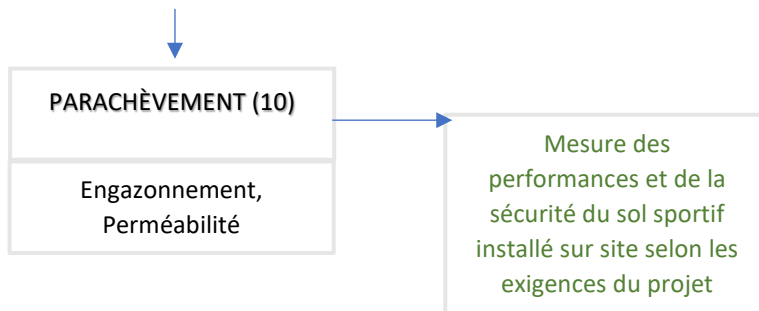 PARACHÈVEMENT (10)
Engazonnement,
Perméabilité
Mesure des
performances et de la
sécurité du sol sportif
installé sur site selon les
exigences du projet